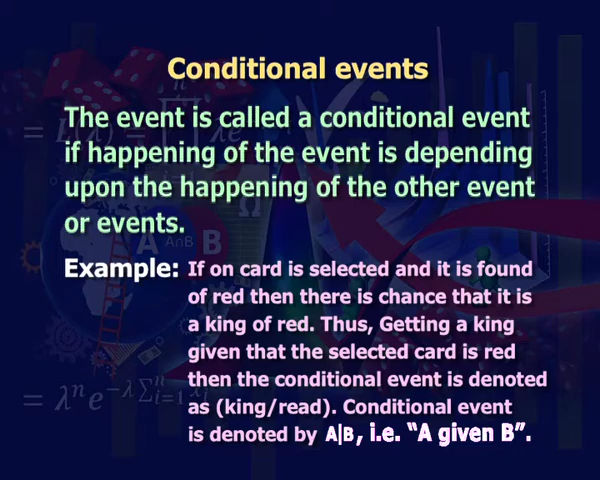 Conditional events
The event is called a conditional event
if happening of the event is depending
upon the happening of the other event
or events.
Example: If on card is selected and it is found
of red then there is chance that it is
a king of red. Thus, Getting a king
given that the selected card is red
then the conditional event is denoted
as (king/read). Conditional event
is denoted by A|B, i.e. “A given B”.
A A∩B B
Ω